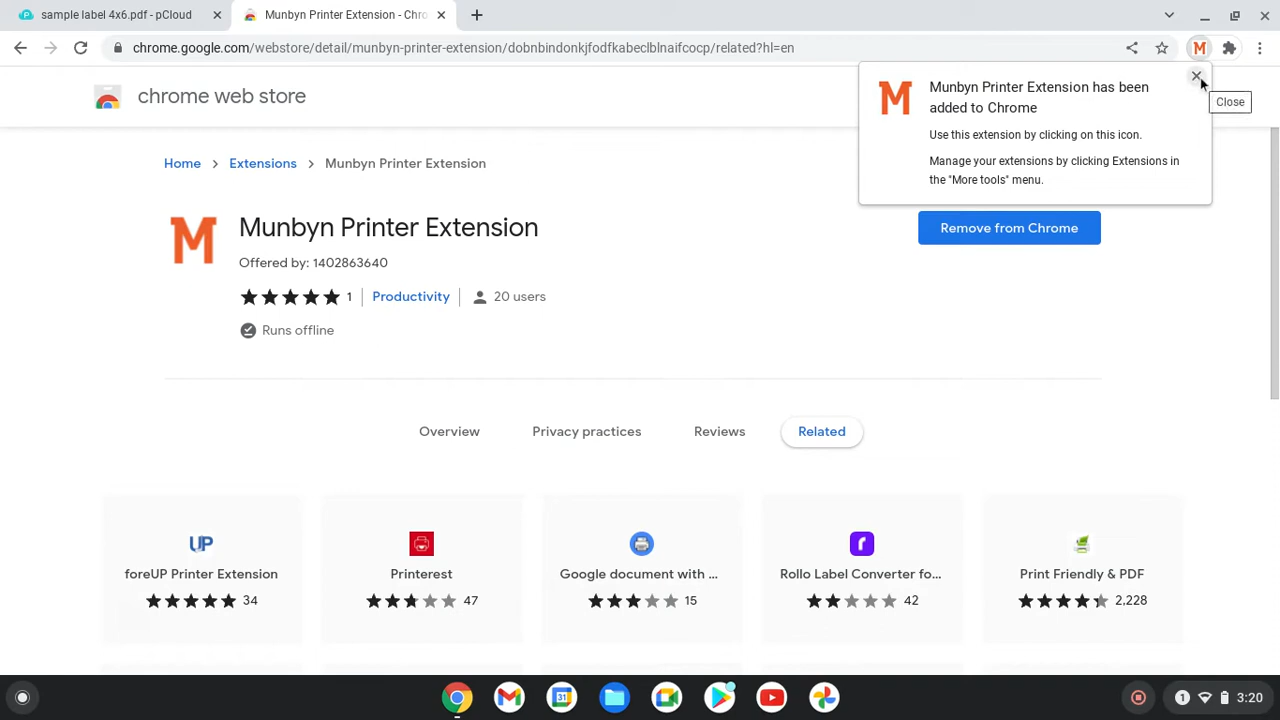 sample label 4x6.pdf - pCloud
Munbyn Printer Extension - Chro
chrome.google.com/webstore/detail/munbyn-printer-extension/dobnbindonkjfodfkabeclblnaifcocp/related?hl=en
M
chrome web store
M
Munbyn Printer Extension has been
added to Chrome
Close
Use this extension by clicking on this icon.
Manage your extensions by clicking Extensions in
the "More tools" menu.
Home > Extensions > Munbyn Printer Extension
M
Munbyn Printer Extension
Remove from Chrome
Offered by: 1402863640
1
Productivity
20 users
Runs offline
Overview
Privacy practices
Reviews
Related
UP
foreUP Printer Extension
34
Printerest
47
Google document with ...
15
r
Rollo Label Converter fo...
42
Print Friendly & PDF
2,228
31
1
3:20